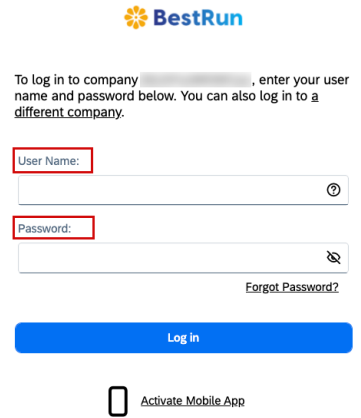 BestRun
To log in to company , enter your user
name and password below. You can also log in to a
different company.
User Name:
Password:
Forgot Password?
Log in
Activate Mobile App